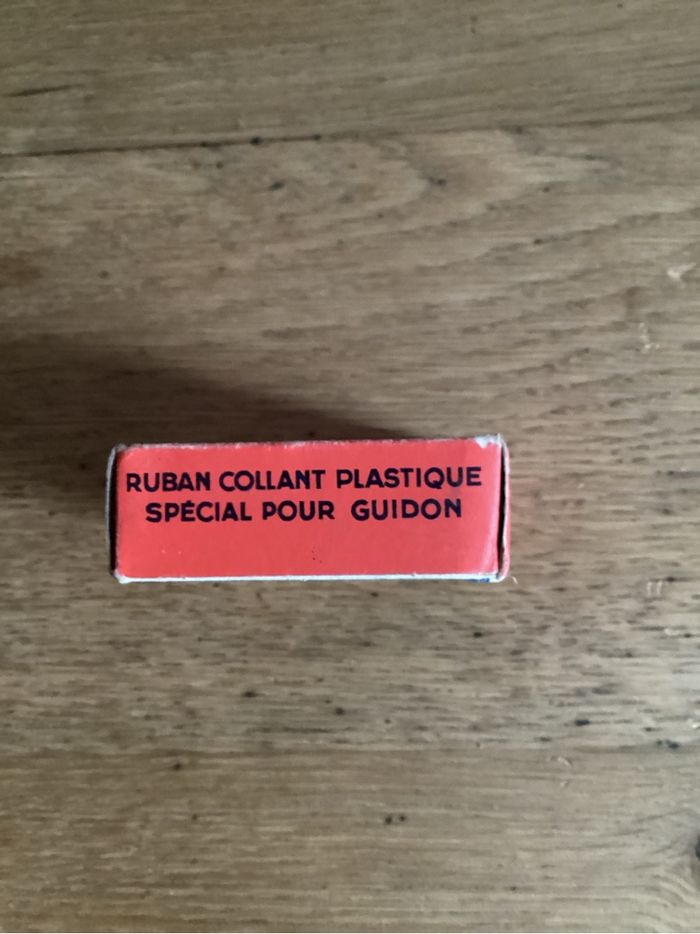 RUBAN COLLANT PLASTIQUE
SPÉCIAL POUR GUIDON